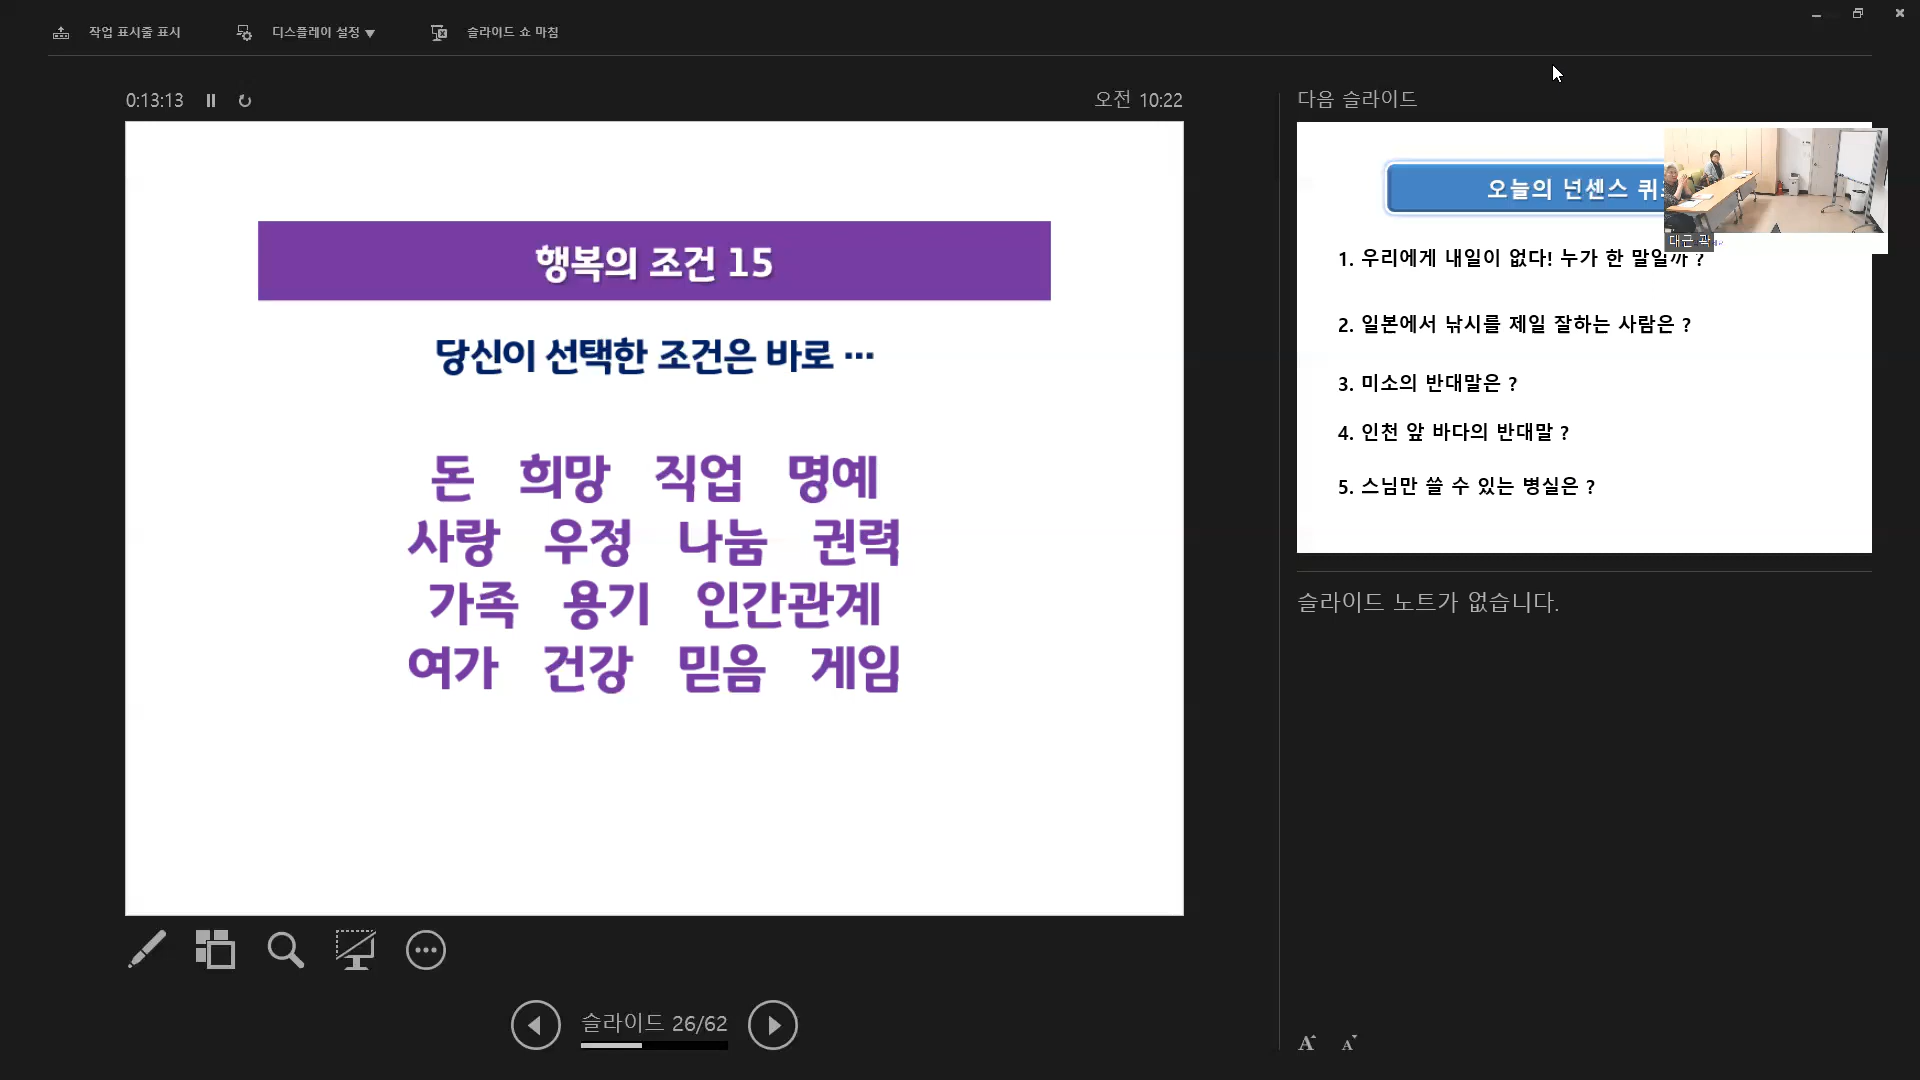 작업 표시줄 표시 디스플레이 설정 ▼ 슬라이드 쇼 마침
0:13:13 오전 10:22
행복의 조건 15
당신이 선택한 조건은 바로 ···
돈 희망 직업 명예
사랑 우정 나눔 권력
가족 용기 인간관계
여가 건강 믿음 게임
슬라이드 26/62
다음 슬라이드
오늘의 넌센스
대근 곽
1. 우리에게 내일이 없다! 누가 한 말일까 ?
2. 일본에서 낚시를 제일 잘하는 사람은 ?
3. 미소의 반대말은 ?
4. 인천 앞 바다의 반대말 ?
5. 스님만 쓸 수 있는 병실은 ?
슬라이드 노트가 없습니다.
A A